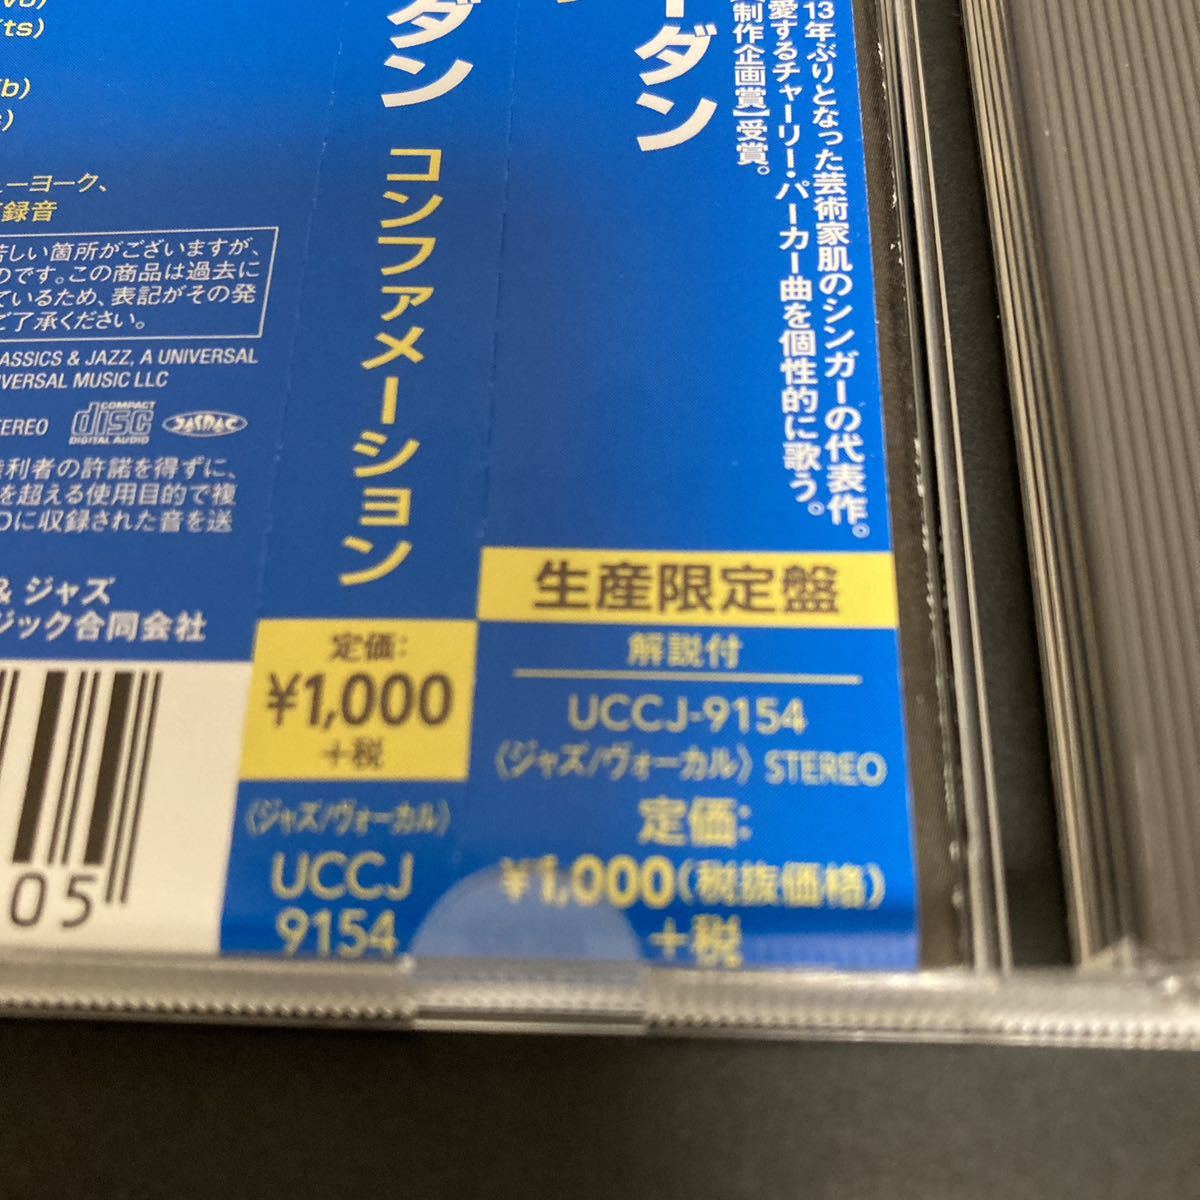 (ts)
b)
ューヨーク、
録音
苦しい箇所がございますが、
のです。この商品は過去に
ているため、表記がその発
ご了承ください。
ASSICS & JAZZ, A UNIVERSAL
IVERSAL MUSIC LLC
TEREO
COMPACT
disc
DIGITAL AUDIO
JASRAC
権利者の許諾を得ずに、
を超える使用目的で複
Dに収録された音を送
& ジャズ
ジック合同会社
05
ダン
コンファメーション
定価:
¥1,000
+税
〈ジャズ/ヴォーカル〉
UCCJ
9154
ーダン
13年ぶりとなった芸術家肌のシンガーの代表作。
愛するチャーリー・パーカー曲を個性的に歌う。
制作企画賞】受賞。
生産限定盤
解説付
UCCJ-9154
〈ジャズ/ヴォーカル〉 STEREO
定価:
¥1,000(税抜価格)
+税